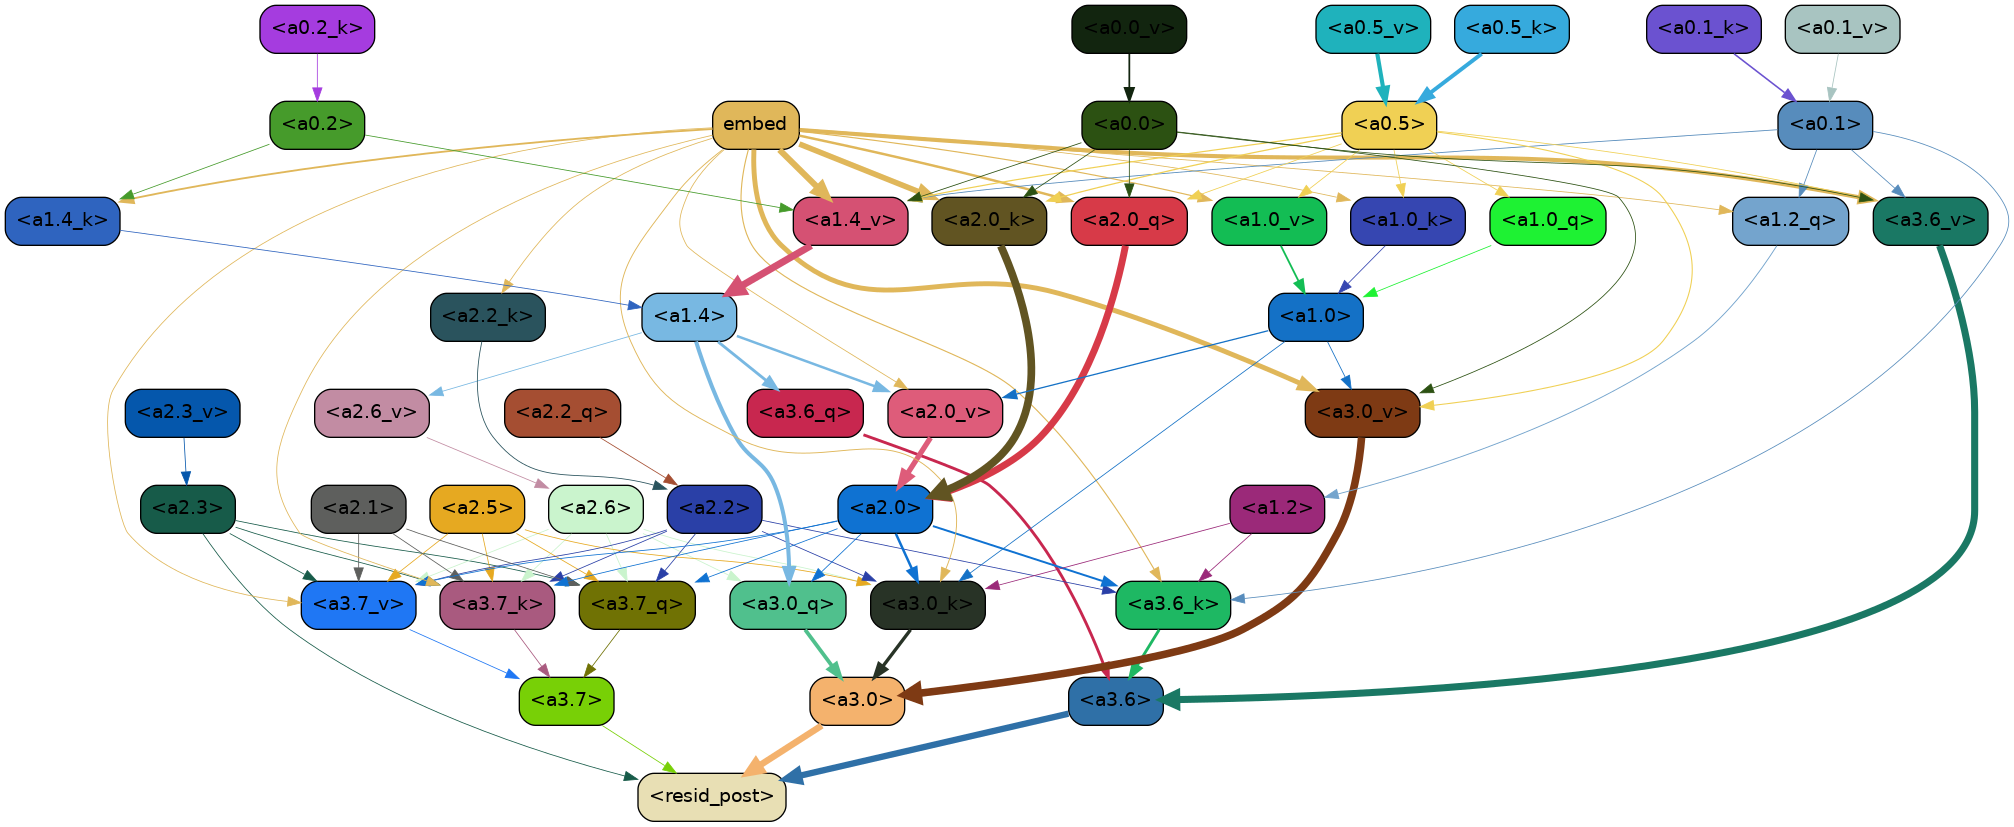 <a0.2_k> <a0.0_v> <a0.5_v> <a0.5_k> <a0.1_k> <a0.1_v>
<a0.2> embed <a0.0> <a0.5> <a0.1>
<a1.4_k> <a1.4_v> <a2.0_k> <a2.0_q> <a1.0_v> <a1.0_k> <a1.0_q> <a1.2_q> <a3.6_v>
<a2.2_k> <a1.4> <a1.0>
<a2.3_v> <a2.6_v> <a2.2_q> <a3.6_q> <a2.0_v> <a3.0_v>
<a2.3> <a2.1> <a2.5> <a2.6> <a2.2> <a2.0> <a1.2>
<a3.7_v> <a3.7_k> <a3.7_q> <a3.0_q> <a3.0_k> <a3.6_k>
<a3.7> <a3.0> <a3.6>
<resid_post>